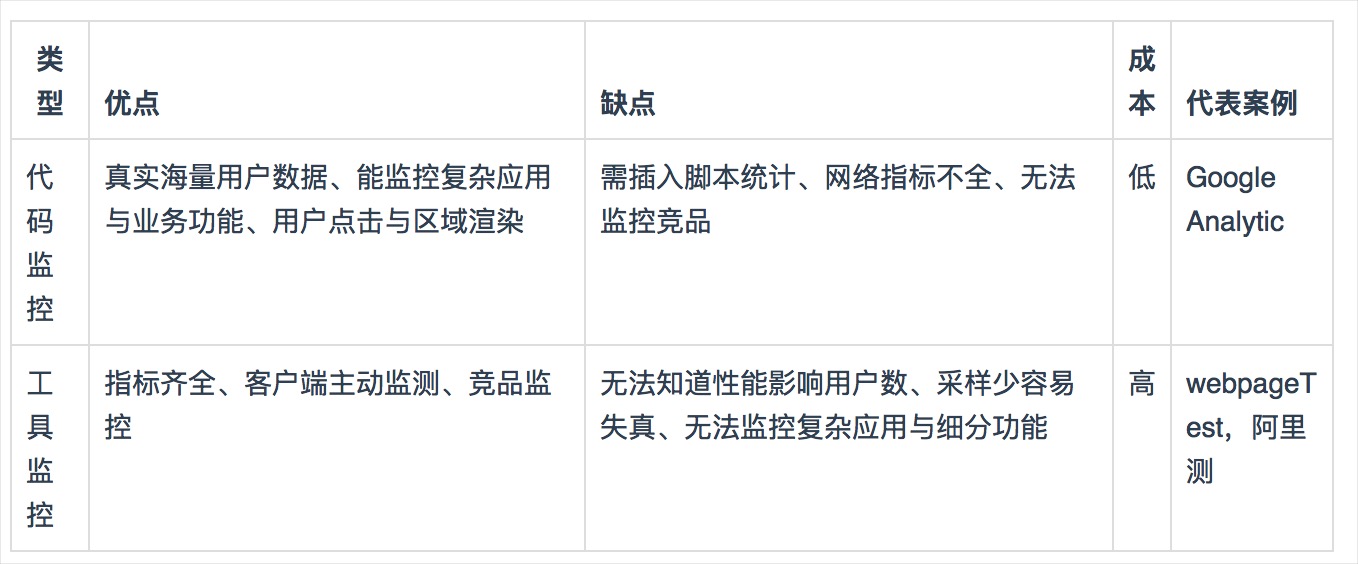 类
型
优点
缺点
成
本
代表案例
代
码
监
控
真实海量用户数据、能监控复杂应用
与业务功能、用户点击与区域渲染
需插入脚本统计、网络指标不全、无法
监控竞品
低
Google
Analytic
工
具
监
控
指标齐全、客户端主动监测、竞品监
控
无法知道性能影响用户数、采样少容易
失真、无法监控复杂应用与细分功能
高
webpageT
est，阿里
测